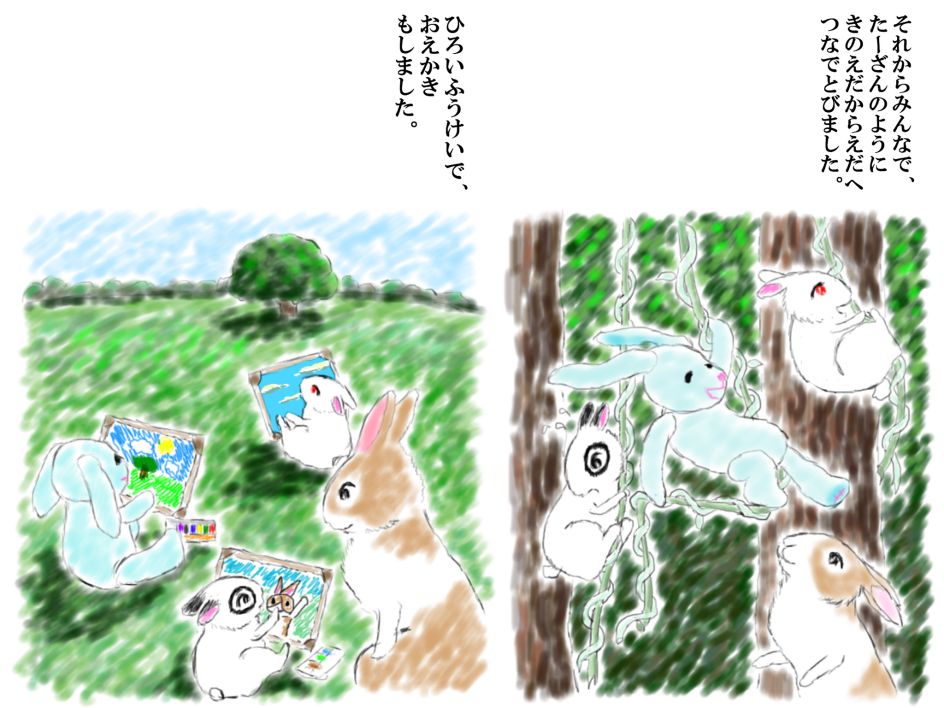 それからみんなで、
たーざんのように
きのえだからえだへ
つなでとびました。
ひろいふうけいで、
おえかき
もしました。